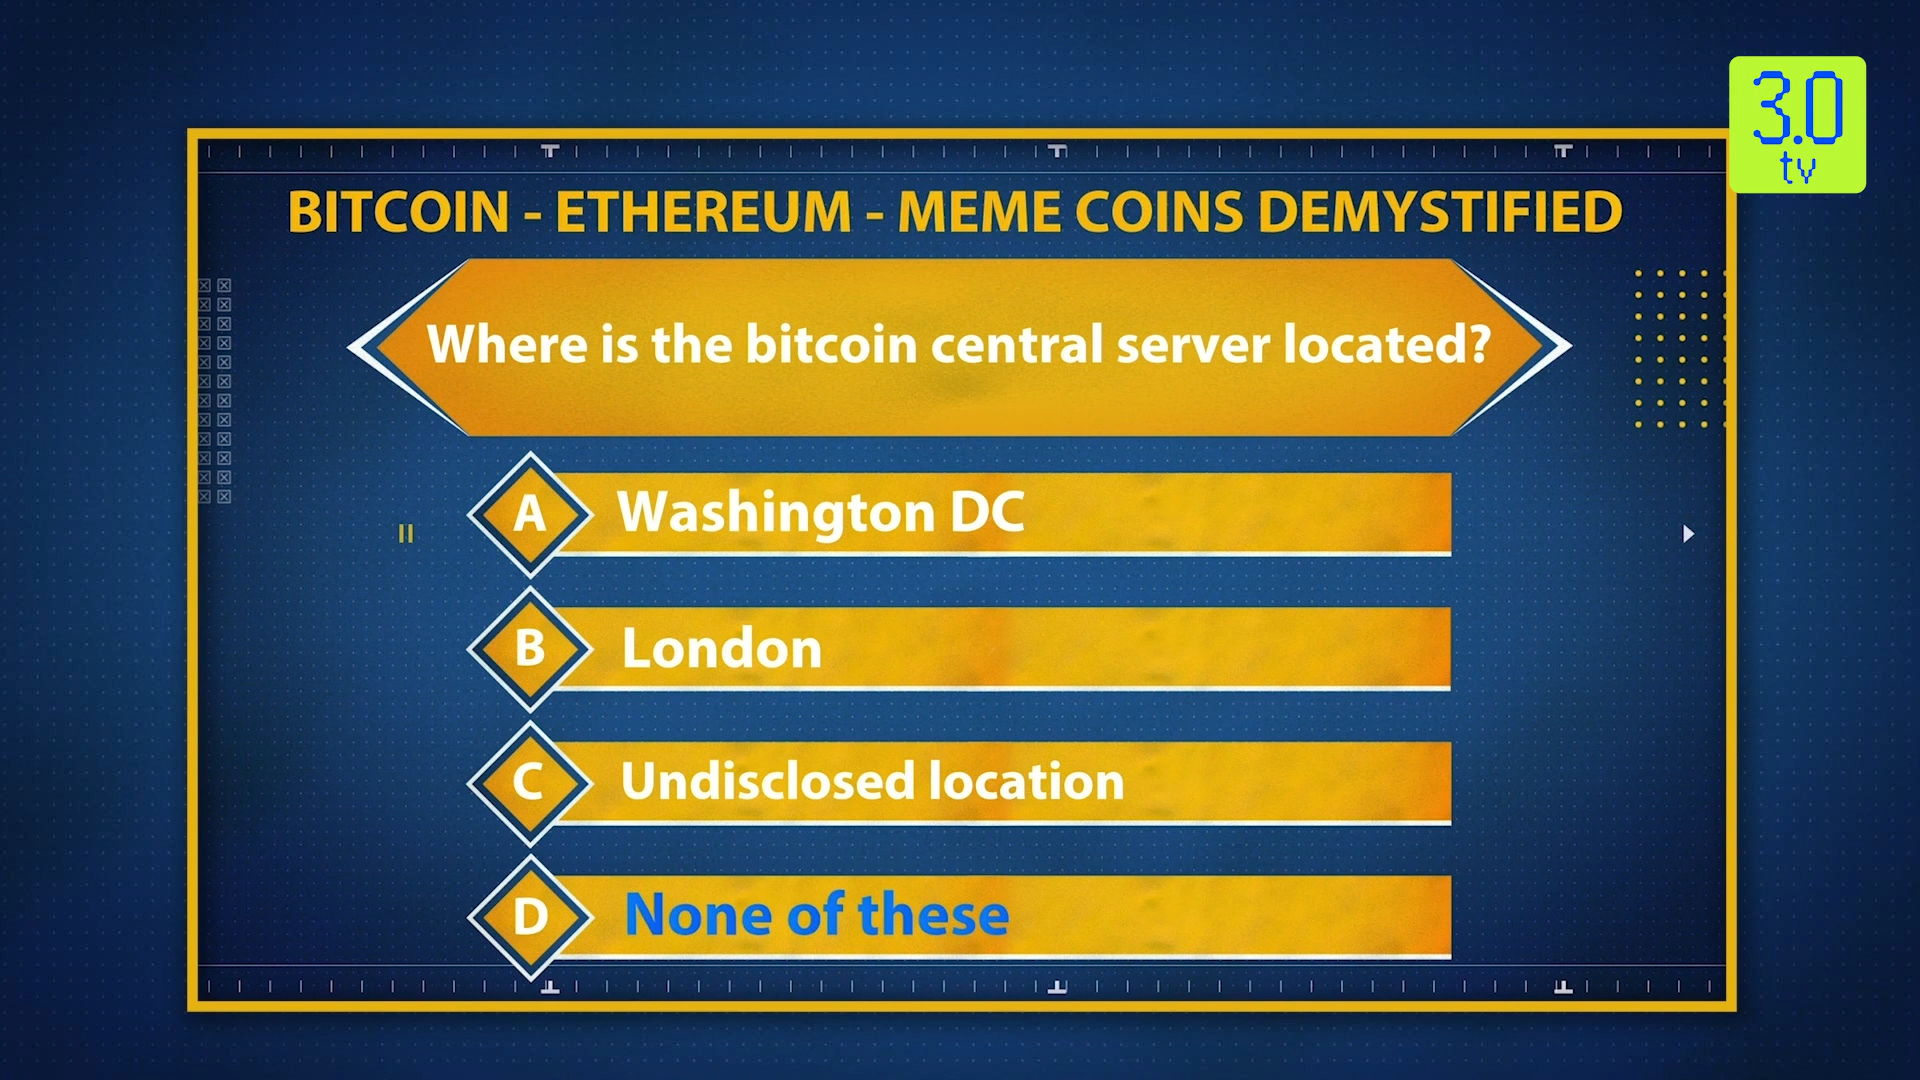 3.0
tv
BITCOIN - ETHEREUM - MEME COINS DEMYSTIFIED
Where is the bitcoin central server located?
A Washington DC
B London
C Undisclosed location
D None of these